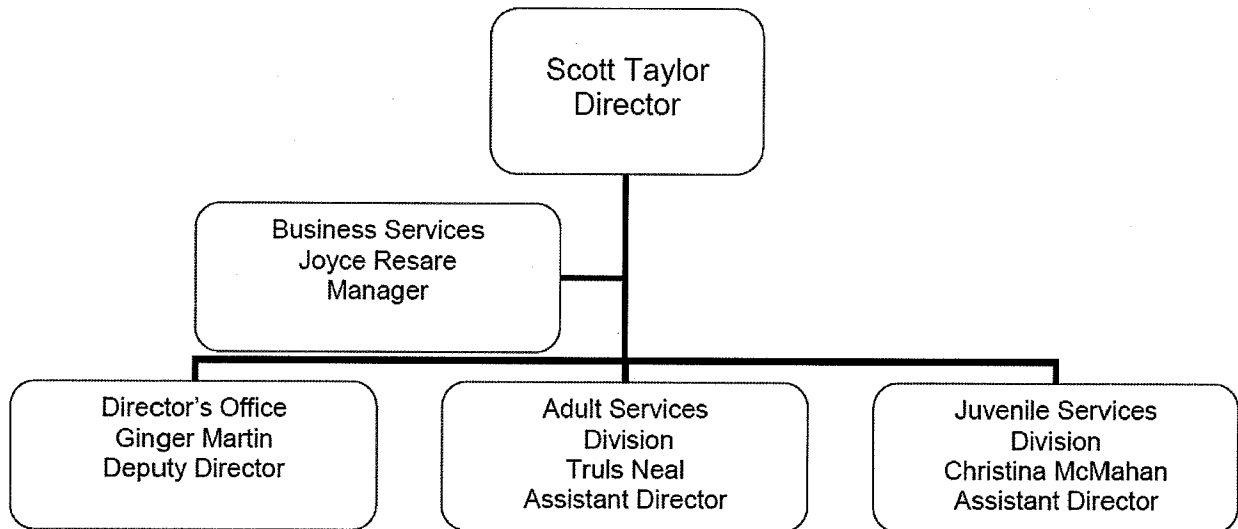 Scott Taylor
Director
Business Services
Joyce Resare
Manager
Director's Office
Ginger Martin
Deputy Director
Adult Services
Division
Truls Neal
Assistant Director
Juvenile Services
Division
Christina McMahan
Assistant Director